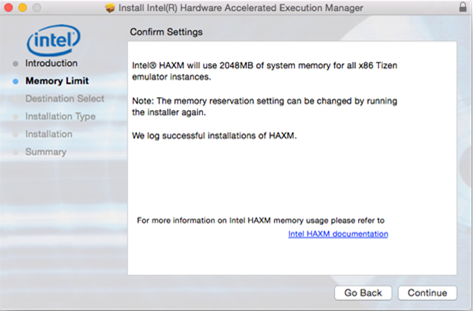 Install Intel(R) Hardware Accelerated Execution Manager
intel
Introduction
Memory Limit
Destination Select
Installation Type
Installation
Summary
Confirm Settings
Intel® HAXM will use 2048MB of system memory for all x86 Tizen
emulator instances.
Note: The memory reservation setting can be changed by running
the installer again.
We log successful installations of HAXM.
For more information on Intel HAXM memory usage please refer to
Intel HAXM documentation
Go Back
Continue